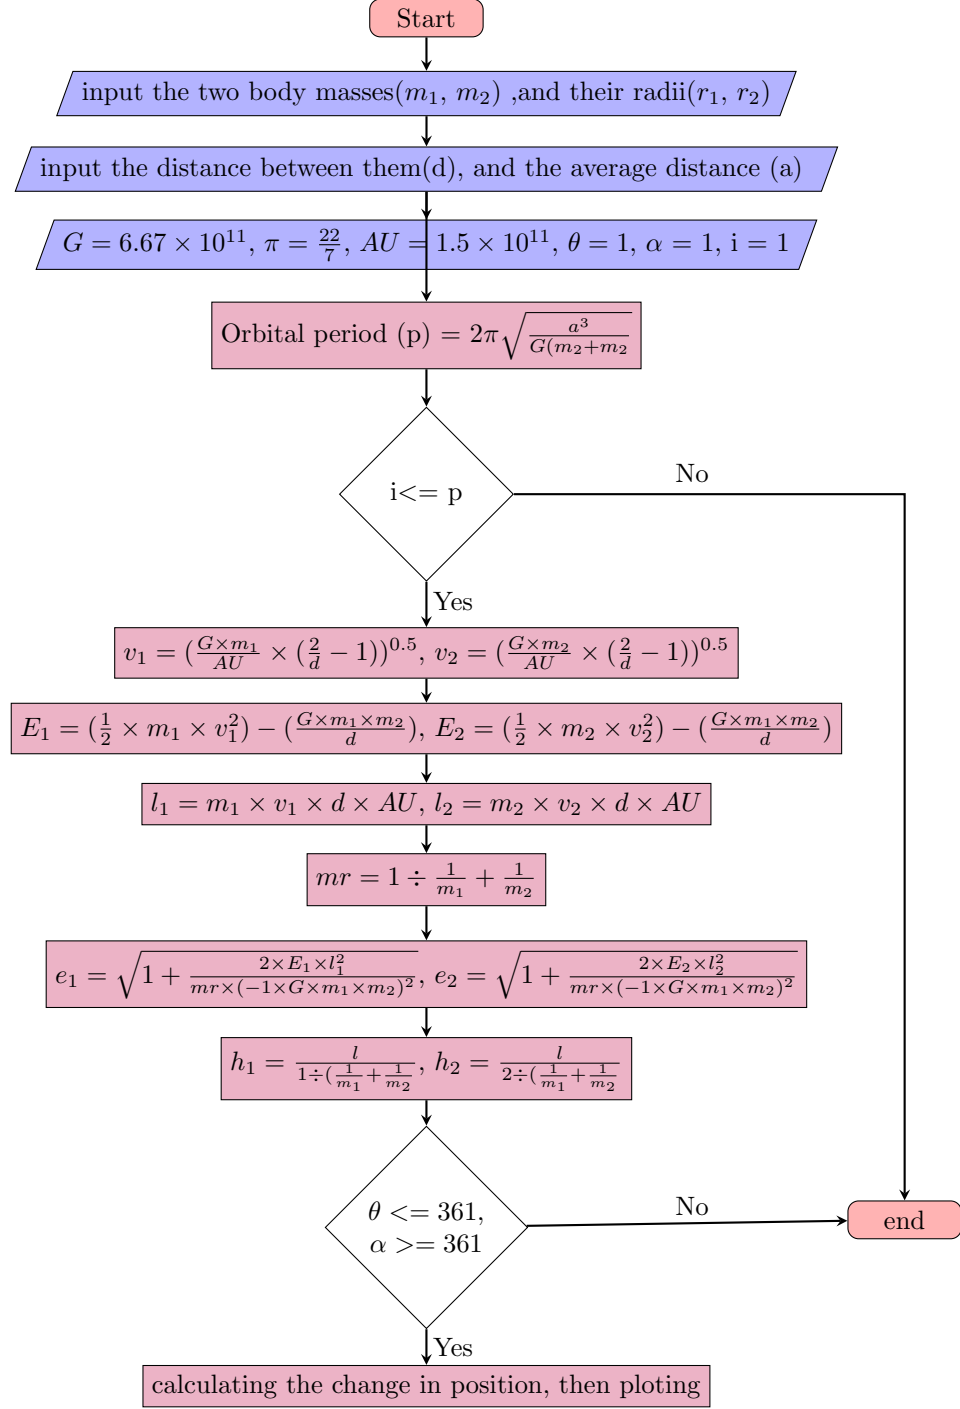 Start
input the two body masses(m₁, m₂) ,and their radii(r₁, r₂)
input the distance between them(d), and the average distance (a)
G = 6.67 × 10¹¹, π = 22/7, AU = 1.5 × 10¹¹, θ = 1, α = 1, i = 1
Orbital period (p) = 2π√(a³/G(m₂+m₂
i<= p
No
Yes
v₁ = (G×m₁/AU × (2/d − 1))⁰·⁵, v₂ = (G×m₂/AU × (2/d − 1))⁰·⁵
E₁ = (1/2 × m₁ × v₁²) − (G×m₁×m₂/d), E₂ = (1/2 × m₂ × v₂²) − (G×m₁×m₂/d)
l₁ = m₁ × v₁ × d × AU, l₂ = m₂ × v₂ × d × AU
mr = 1 ÷ 1/m₁ + 1/m₂
e₁ = √(1 + 2×E₁×l₁²/mr×(−1×G×m₁×m₂)²), e₂ = √(1 + 2×E₂×l₂²/mr×(−1×G×m₁×m₂)²)
h₁ = l/1÷(1/m₁+1/m₂, h₂ = l/2÷(1/m₁+1/m₂
θ <= 361,
α >= 361
No
end
Yes
calculating the change in position, then ploting